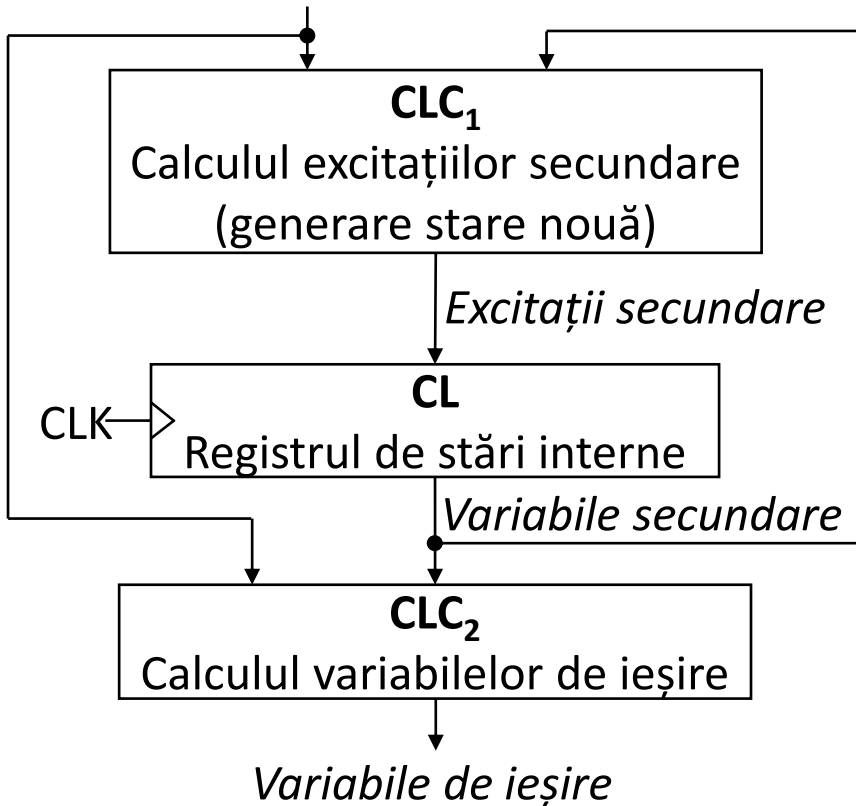 CLC₁
Calculul excitațiilor secundare
(generare stare nouă)
Excitații secundare
CL
CLK
Registrul de stări interne
Variabile secundare
CLC₂
Calculul variabilelor de ieșire
Variabile de ieșire